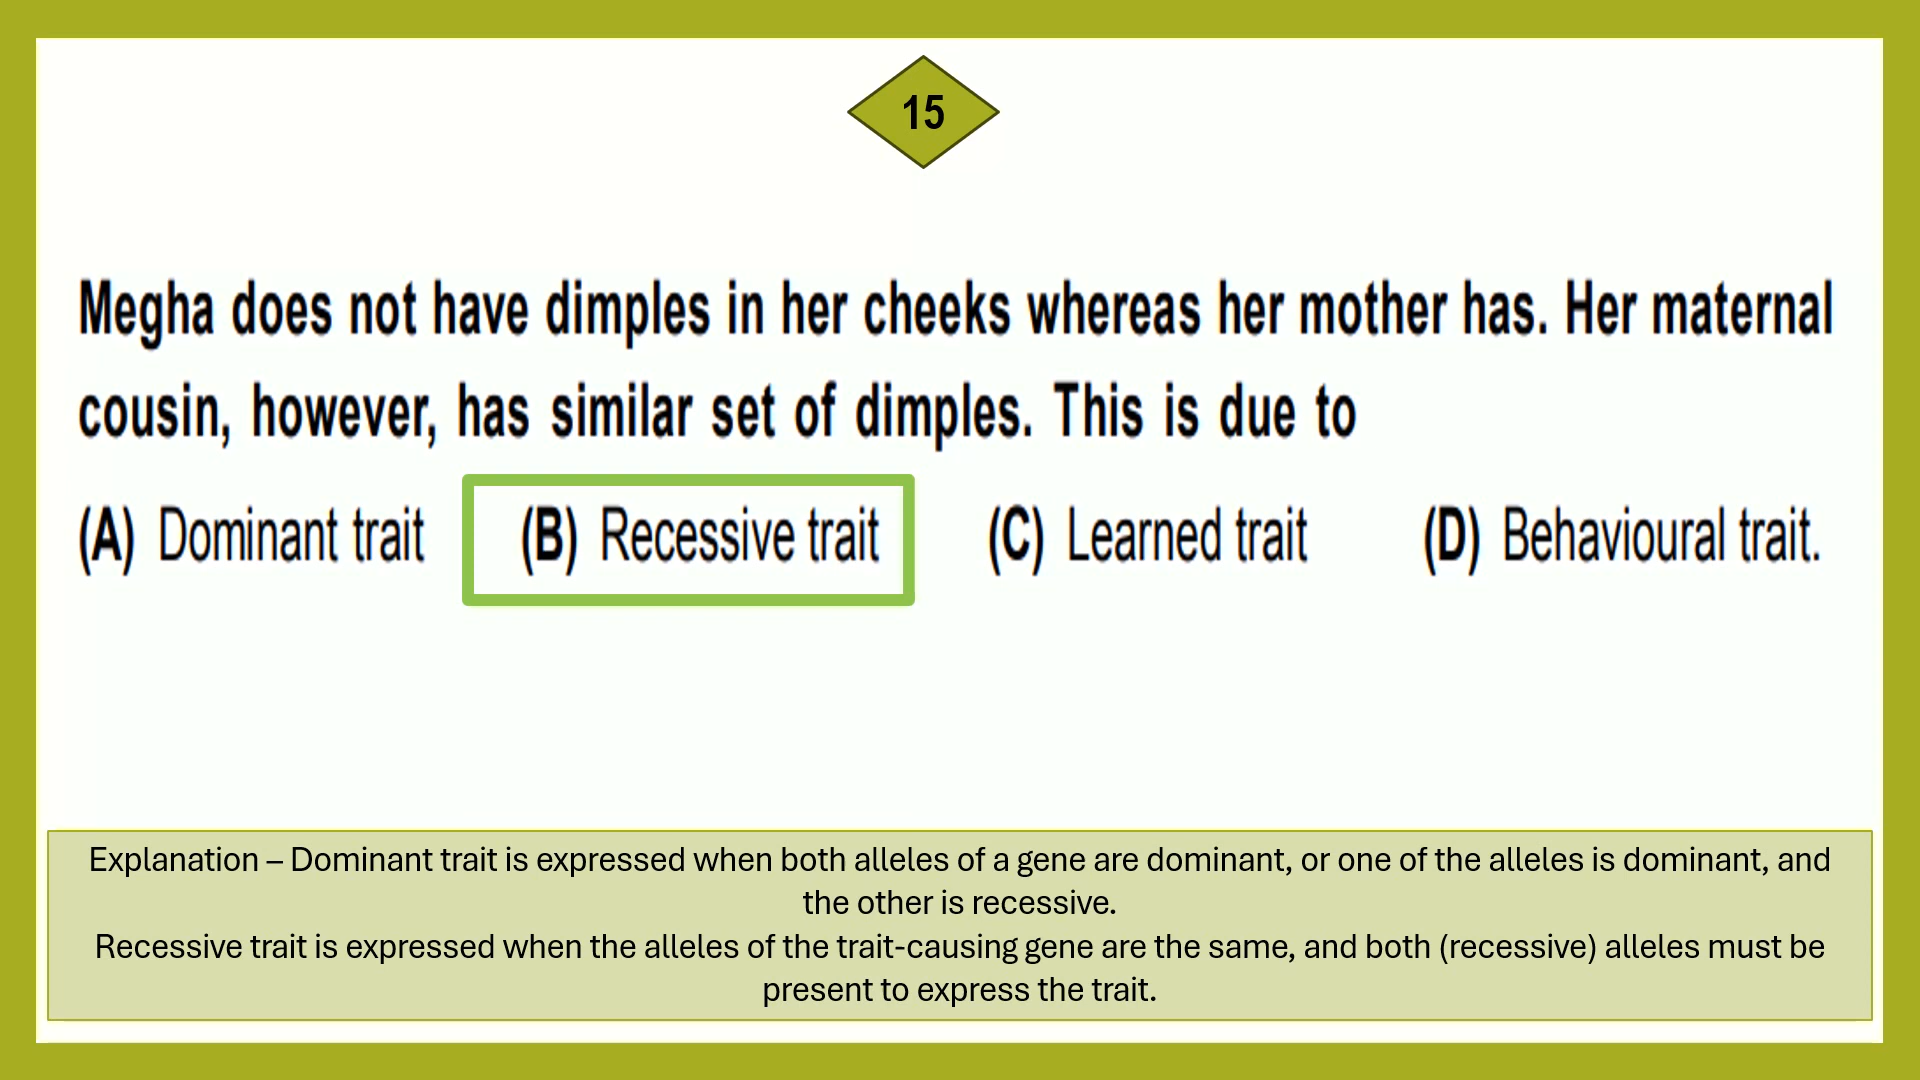 15
Megha does not have dimples in her cheeks whereas her mother has. Her maternal
cousin, however, has similar set of dimples. This is due to
(A) Dominant trait (B) Recessive trait (C) Learned trait (D) Behavioural trait.
Explanation – Dominant trait is expressed when both alleles of a gene are dominant, or one of the alleles is dominant, and
the other is recessive.
Recessive trait is expressed when the alleles of the trait-causing gene are the same, and both (recessive) alleles must be
present to express the trait.